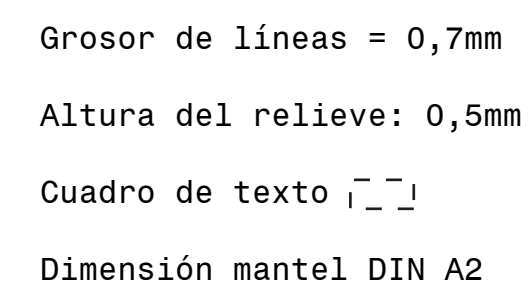 Grosor de líneas = 0,7mm
Altura del relieve: 0,5mm
Cuadro de texto
Dimensión mantel DIN A2